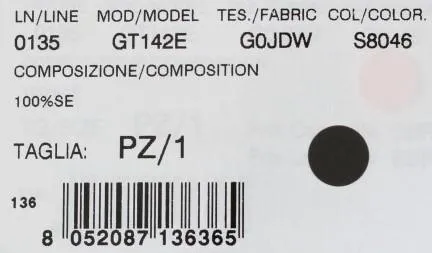 LN/LINE MOD/MODEL TES./FABRIC COL/COLOR.
0135 GT142E G0JDW S8046
COMPOSIZIONE/COMPOSITION
100%SE
TAGLIA: PZ/1
136
8 052087 136365